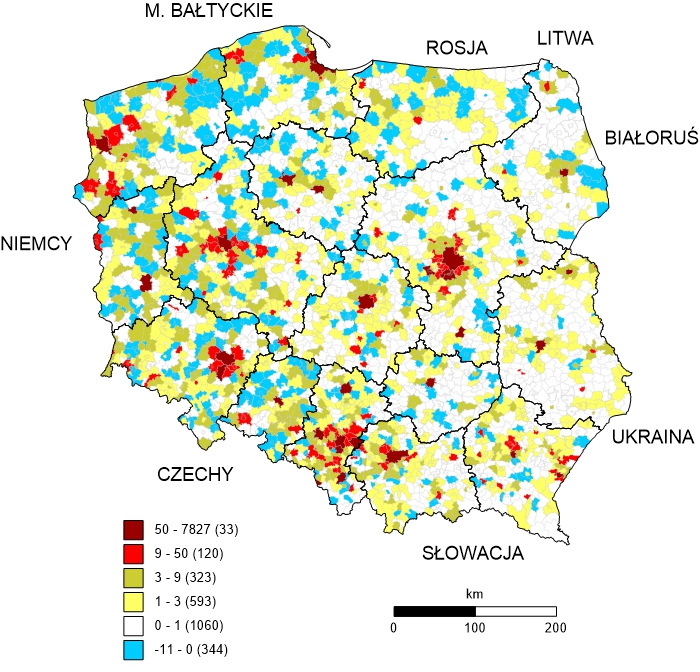 M. BAŁTYCKIE
ROSJA
LITWA
BIAŁORUŚ
NIEMCY
UKRAINA
CZECHY
SŁOWACJA
50 - 7827 (33)
9 - 50 (120)
3 - 9 (323)
1 - 3 (593)
0 - 1 (1060)
-11 - 0 (344)
km
0 100 200